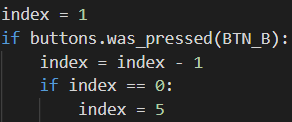 index = 1
if buttons.was_pressed(BTN_B):
    index = index - 1
    if index == 0:
        index = 5